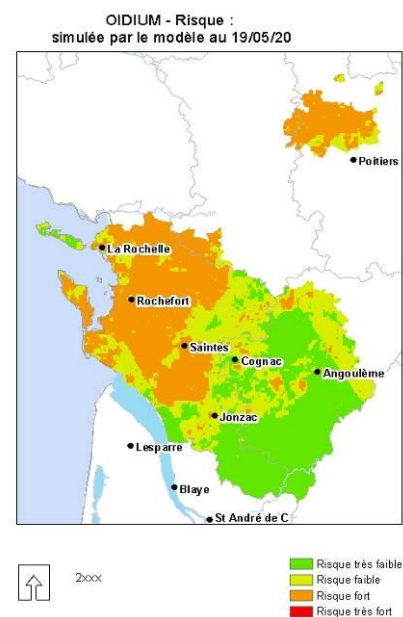 OIDIUM - Risque :
simulée par le modèle au 19/05/20
Poitiers
La Rochelle
Rochefort
Saintes
Cognac
Angoulême
Jonzac
Lesparre
Blaye
St André de C
2xxx
Risque très faible
Risque faible
Risque fort
Risque très fort